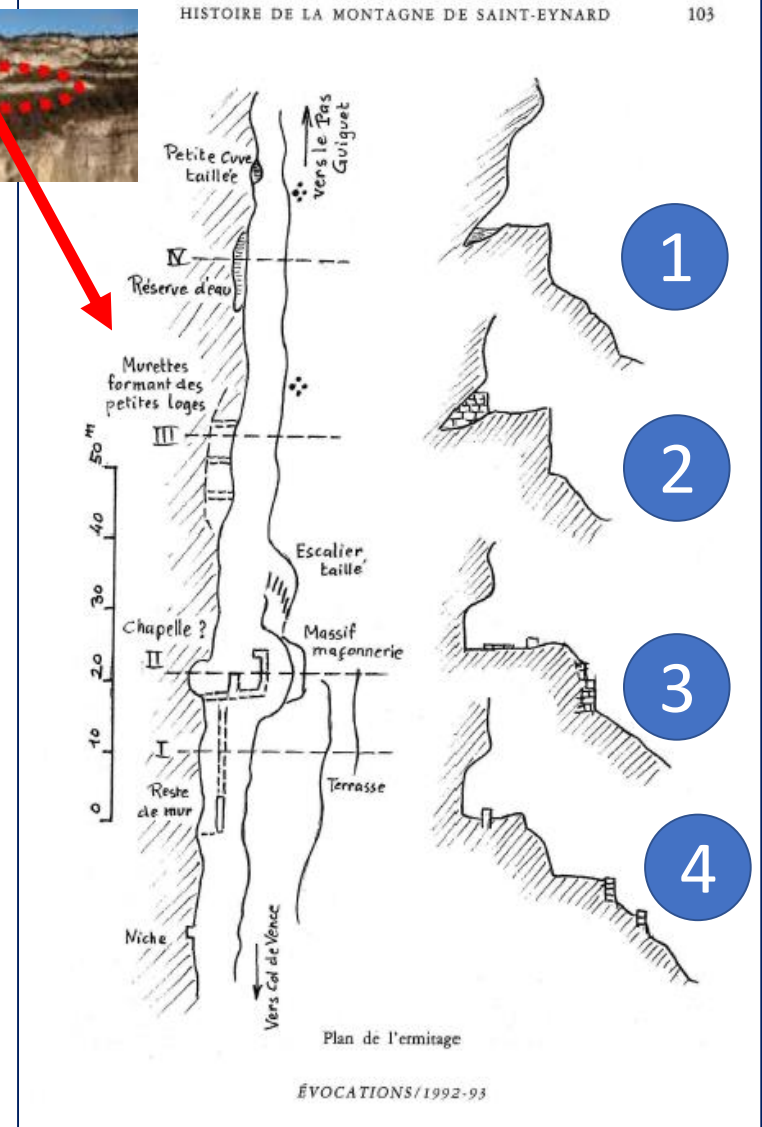 HISTOIRE DE LA MONTAGNE DE SAINT-EYNARD 103
Petite cuve
taillée
vers le Pas
Guiguet
IV
Réserve d'eau
1
Murettes
formant des
petites loges
III
2
50 m
40
30
20
10
0
Escalier
taillé
Chapelle ?
II
Massif
maçonnerie
3
I
Reste
de mur
Terrasse
4
Niche
Vers Col de Vence
Plan de l'ermitage
ÉVOCATIONS/1992-93